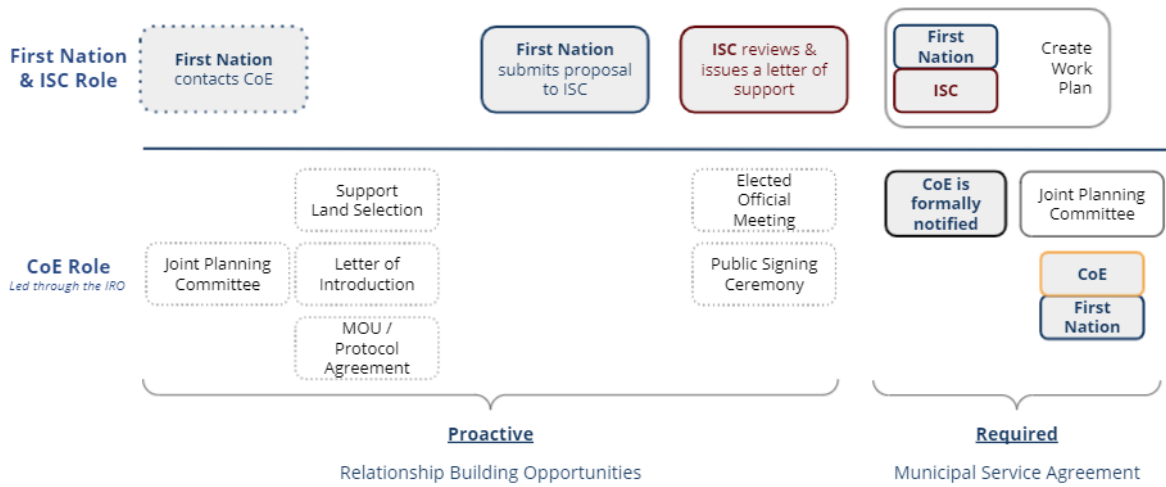 First Nation
& ISC Role
First Nation
contacts CoE
First Nation
submits proposal
to ISC
ISC reviews &
issues a letter of
support
First
Nation
ISC
Create
Work
Plan
CoE Role
Led through the IRO
Joint Planning
Committee
Support
Land Selection
Letter of
Introduction
MOU /
Protocol
Agreement
Elected
Official
Meeting
Public Signing
Ceremony
CoE is
formally
notified
Joint Planning
Committee
CoE
First
Nation
Proactive
Relationship Building Opportunities
Required
Municipal Service Agreement